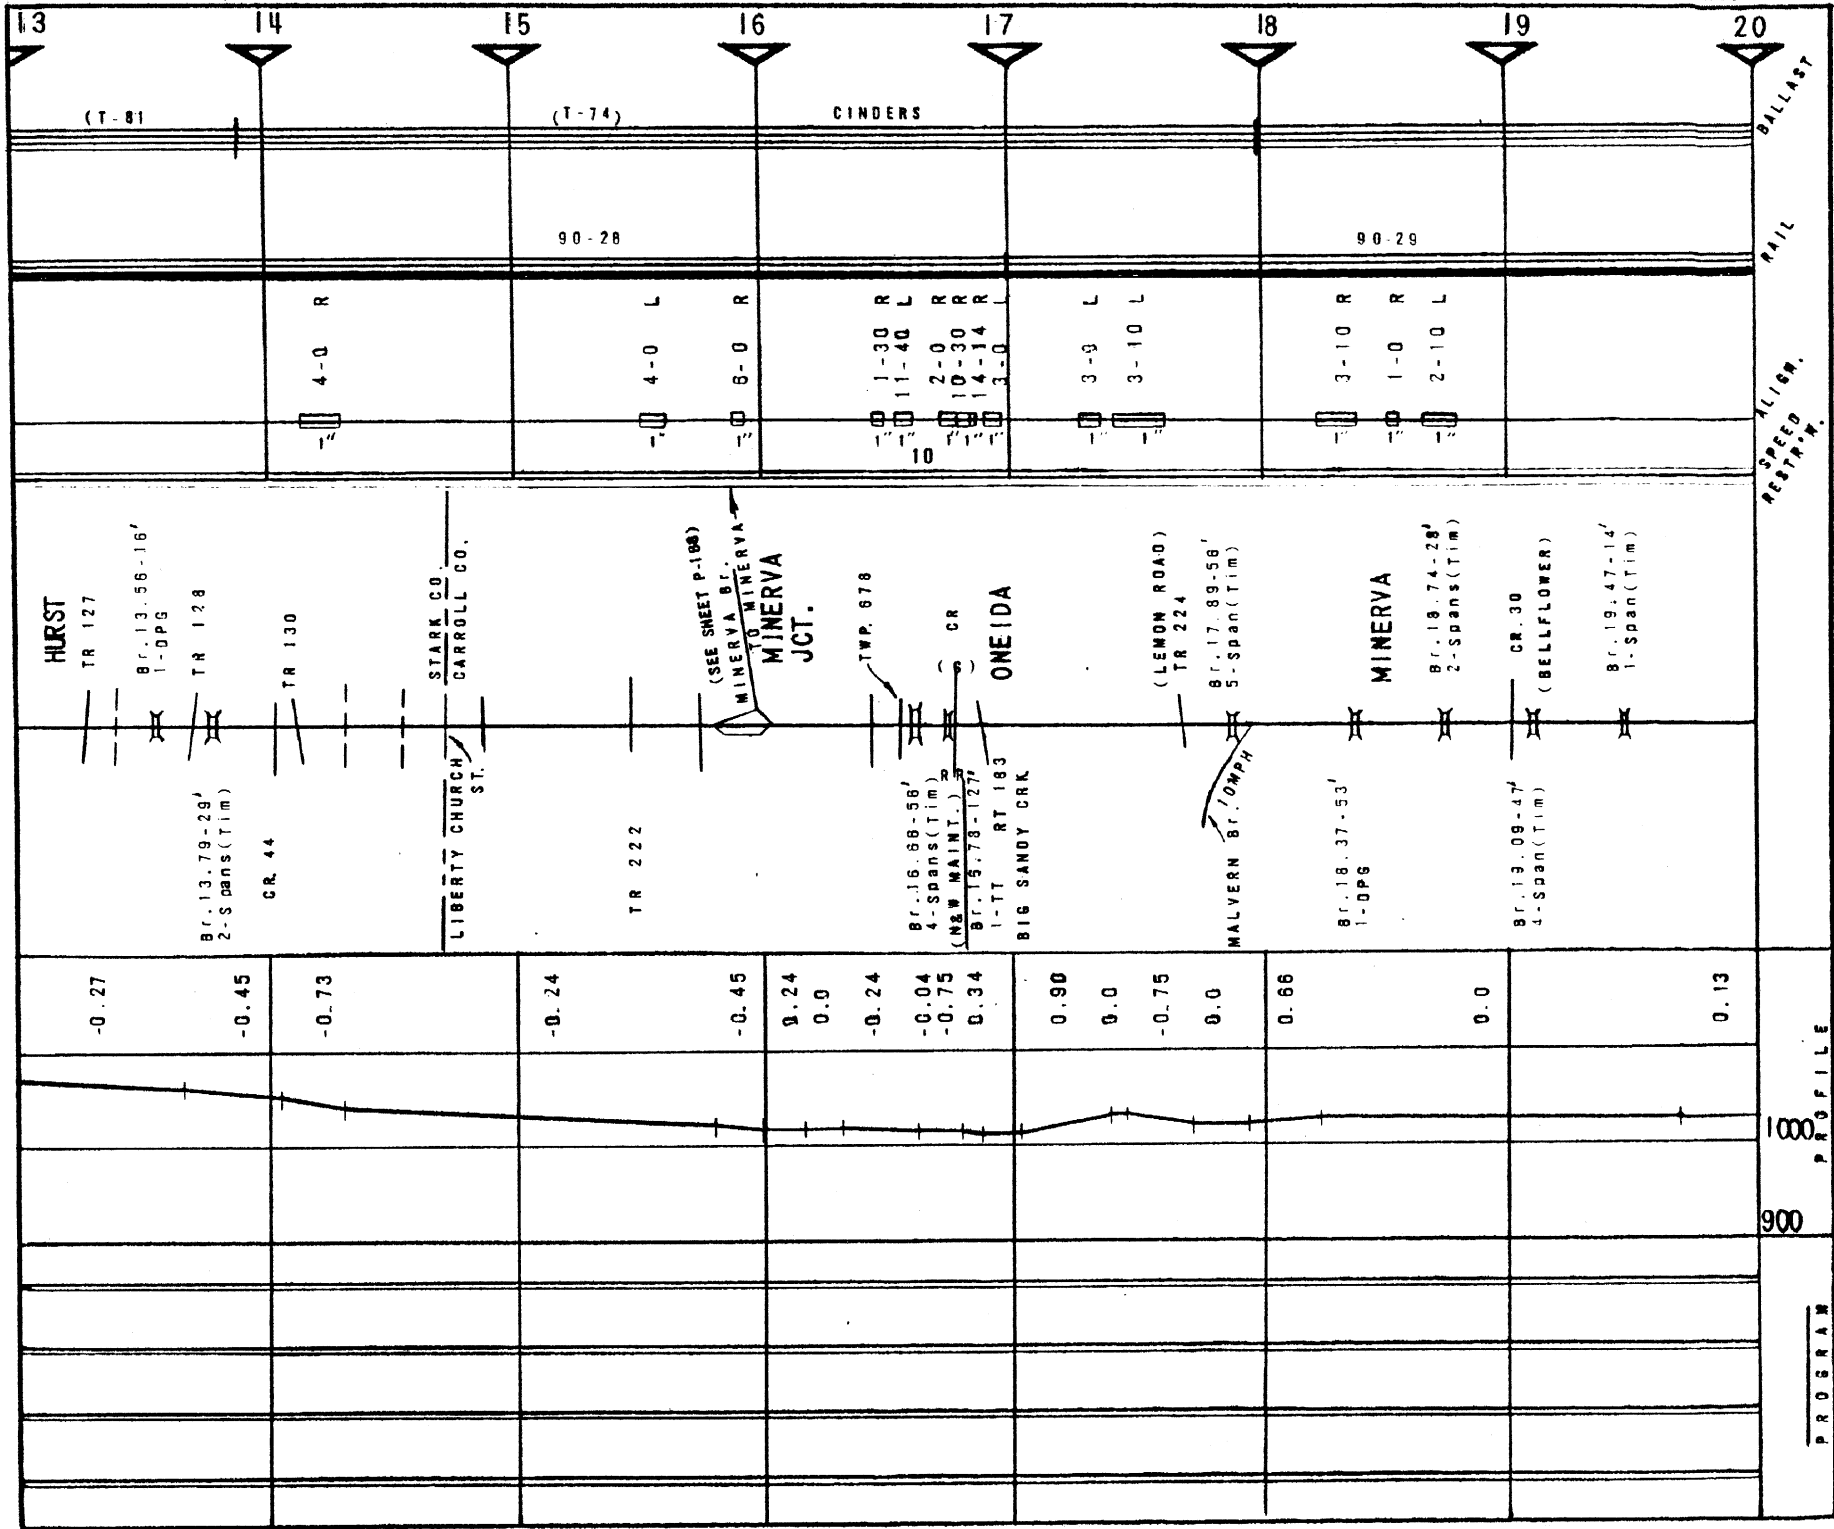 13 14 15 16 17 18 19 20
(T-81 (T-74) CINDERS
BALLAST
90-28 90-29
RAIL
4-0 R
4-0 L
6-0 R
1-30 R
11-40 L
2-0 R
10-30 R
14-14 R
3-0 L
3-0 L
3-10 L
3-10 R
1-0 R
2-10 L
ALIGN.
1" 1" 1" 1" 1" 1" 1" 1" 1" 1" 1" 1" 1"
10
SPEED
RESTR'N.
HURST
TR 127
Br.13.56-16'
1-DPG
TR 128
Br.13.79-29'
2-Spans(Tim)
CR. 44
TR 130
STARK CO.
CARROLL CO.
LIBERTY CHURCH
ST.
TR 222
(SEE SHEET P-188)
MINERVA Br.
TO MINERVA
MINERVA
JCT.
TWP. 678
Br.16.66-56'
4-Spans(Tim)
CR
(S)
RR
(N&W MAINT.)
Br.16.78-127'
1-TT RT 183
BIG SANDY CRK
ONEIDA
(LEMON ROAD)
TR 224
Br.17.89-56'
5-Span(Tim)
MALVERN Br.
10MPH
MINERVA
Br.18.37-53'
1-DPG
Br.18.74-28'
2-Spans(Tim)
CR.30
(BELLFLOWER)
Br.19.09-47'
4-Span(Tim)
Br.19.47-14'
1-Span(Tim)
-0.27
-0.45
-0.73
-0.24
-0.45
0.24
0.0
-0.24
-0.04
-0.75
0.34
0.90
0.0
-0.75
0.0
0.66
0.0
0.13
PROFILE
1000
900
PROGRAM